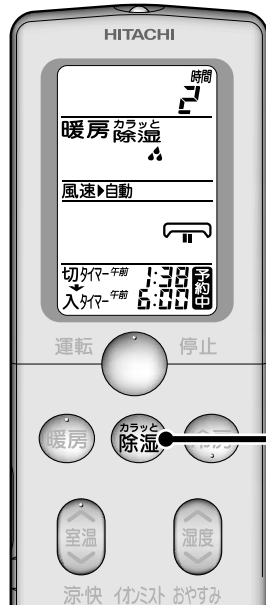 HITACHI
時間
2
暖房 カラッと除湿
風速▶自動
切タイマー午前 1:38
入タイマー午前 6:00
予約中
運転 停止
暖房 カラッと除湿 冷房
室温 湿度
涼・快 イオンミスト おやすみ